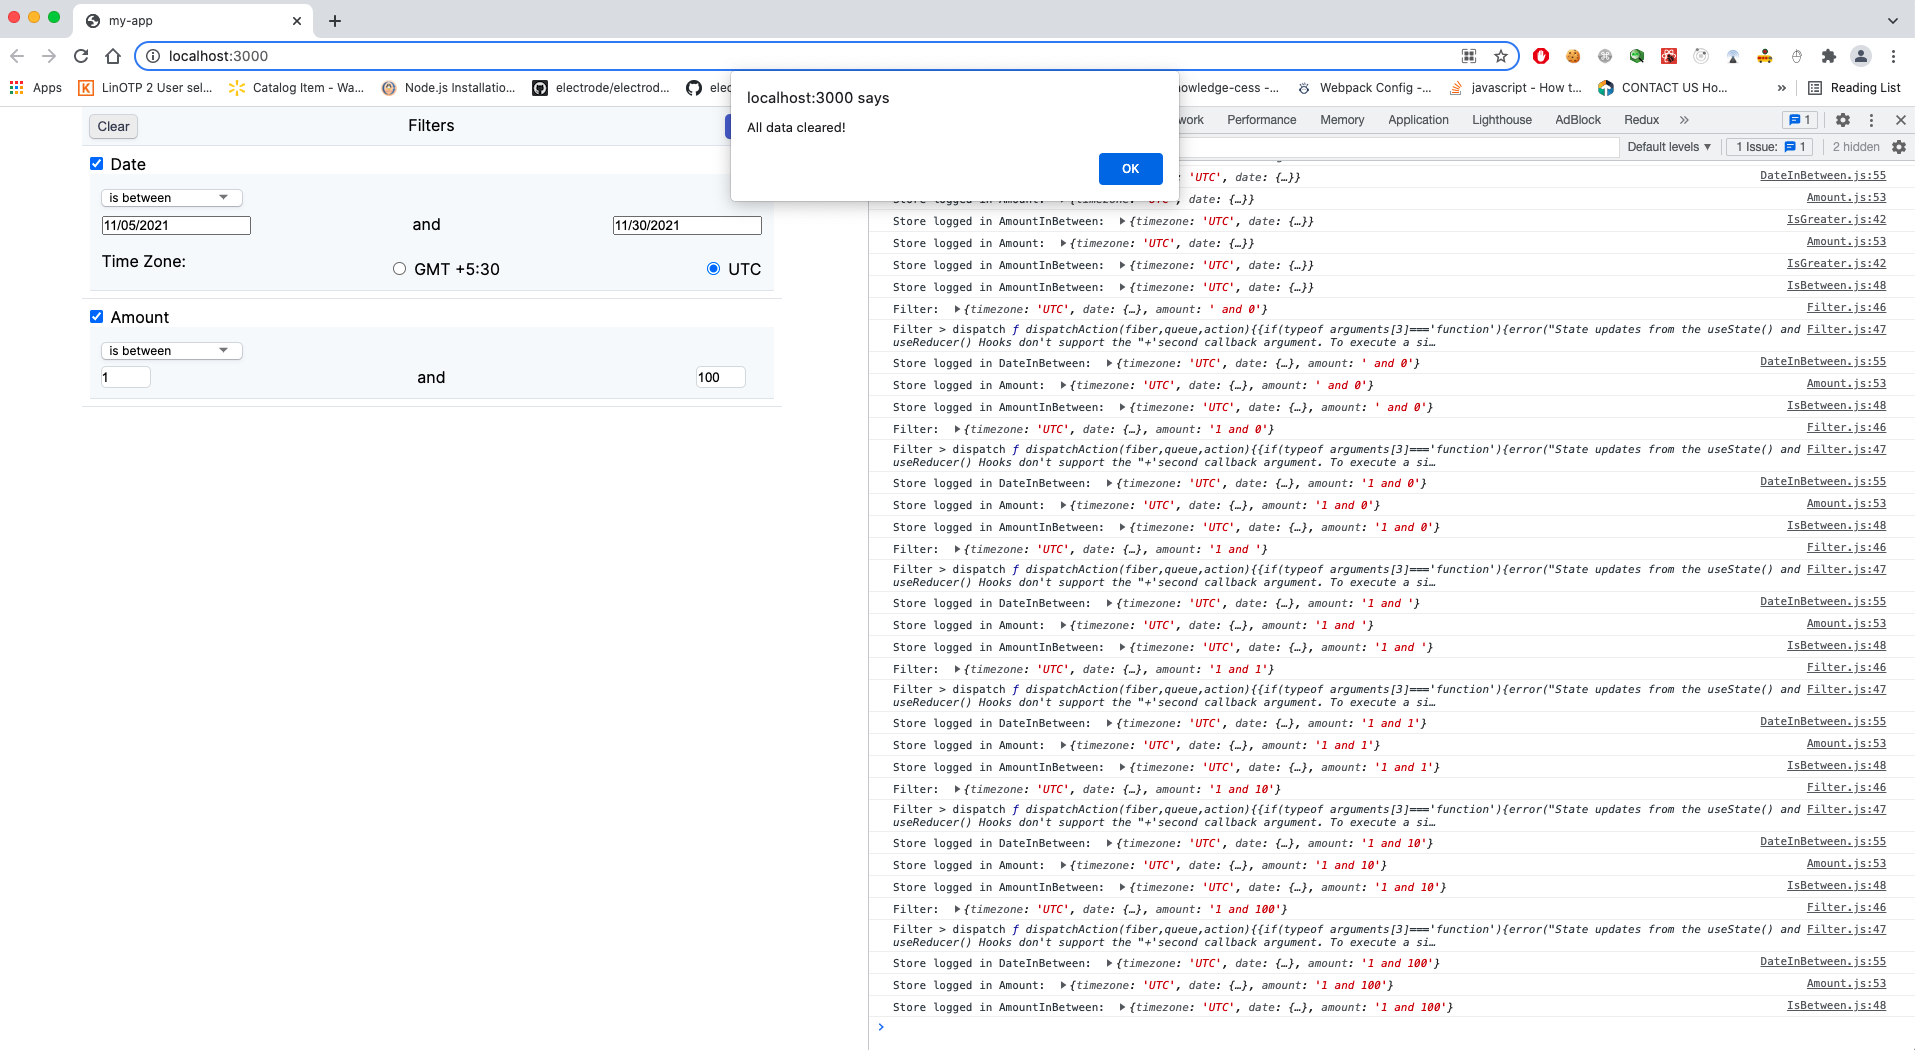 my-app
localhost:3000
Apps
LinOTP 2 User sel...
Catalog Item - Wa...
Node.js Installatio...
electrode/electrod...
nowledge-cess -...
Webpack Config -...
javascript - How t...
CONTACT US Ho...
»
Reading List
localhost:3000 says
All data cleared!
OK
Clear
Filters
Date
is between
11/05/2021
and
11/30/2021
Time Zone:
GMT +5:30
UTC
Amount
is between
1
and
100
Performance
Memory
Application
Lighthouse
AdBlock
Redux
»
1
Default levels ▼
1 Issue: 1
2 hidden
'UTC', date: {…}} DateInBetween.js:55
Amount.js:53
Store logged in AmountInBetween: ▶{timezone: 'UTC', date: {…}} IsGreater.js:42
Store logged in Amount: ▶{timezone: 'UTC', date: {…}} Amount.js:53
Store logged in AmountInBetween: ▶{timezone: 'UTC', date: {…}} IsGreater.js:42
Store logged in AmountInBetween: ▶{timezone: 'UTC', date: {…}} IsBetween.js:48
Filter: ▶{timezone: 'UTC', date: {…}, amount: ' and 0'} Filter.js:46
Filter > dispatch ƒ dispatchAction(fiber,queue,action){{if(typeof arguments[3]==='function'){error("State updates from the useState() and Filter.js:47
useReducer() Hooks don't support the "+'second callback argument. To execute a si…
Store logged in DateInBetween: ▶{timezone: 'UTC', date: {…}, amount: ' and 0'} DateInBetween.js:55
Store logged in Amount: ▶{timezone: 'UTC', date: {…}, amount: ' and 0'} Amount.js:53
Store logged in AmountInBetween: ▶{timezone: 'UTC', date: {…}, amount: ' and 0'} IsBetween.js:48
Filter: ▶{timezone: 'UTC', date: {…}, amount: '1 and 0'} Filter.js:46
Filter > dispatch ƒ dispatchAction(fiber,queue,action){{if(typeof arguments[3]==='function'){error("State updates from the useState() and Filter.js:47
useReducer() Hooks don't support the "+'second callback argument. To execute a si…
Store logged in DateInBetween: ▶{timezone: 'UTC', date: {…}, amount: '1 and 0'} DateInBetween.js:55
Store logged in Amount: ▶{timezone: 'UTC', date: {…}, amount: '1 and 0'} Amount.js:53
Store logged in AmountInBetween: ▶{timezone: 'UTC', date: {…}, amount: '1 and 0'} IsBetween.js:48
Filter: ▶{timezone: 'UTC', date: {…}, amount: '1 and '} Filter.js:46
Filter > dispatch ƒ dispatchAction(fiber,queue,action){{if(typeof arguments[3]==='function'){error("State updates from the useState() and Filter.js:47
useReducer() Hooks don't support the "+'second callback argument. To execute a si…
Store logged in DateInBetween: ▶{timezone: 'UTC', date: {…}, amount: '1 and '} DateInBetween.js:55
Store logged in Amount: ▶{timezone: 'UTC', date: {…}, amount: '1 and '} Amount.js:53
Store logged in AmountInBetween: ▶{timezone: 'UTC', date: {…}, amount: '1 and '} IsBetween.js:48
Filter: ▶{timezone: 'UTC', date: {…}, amount: '1 and 1'} Filter.js:46
Filter > dispatch ƒ dispatchAction(fiber,queue,action){{if(typeof arguments[3]==='function'){error("State updates from the useState() and Filter.js:47
useReducer() Hooks don't support the "+'second callback argument. To execute a si…
Store logged in DateInBetween: ▶{timezone: 'UTC', date: {…}, amount: '1 and 1'} DateInBetween.js:55
Store logged in Amount: ▶{timezone: 'UTC', date: {…}, amount: '1 and 1'} Amount.js:53
Store logged in AmountInBetween: ▶{timezone: 'UTC', date: {…}, amount: '1 and 1'} IsBetween.js:48
Filter: ▶{timezone: 'UTC', date: {…}, amount: '1 and 10'} Filter.js:46
Filter > dispatch ƒ dispatchAction(fiber,queue,action){{if(typeof arguments[3]==='function'){error("State updates from the useState() and Filter.js:47
useReducer() Hooks don't support the "+'second callback argument. To execute a si…
Store logged in DateInBetween: ▶{timezone: 'UTC', date: {…}, amount: '1 and 10'} DateInBetween.js:55
Store logged in Amount: ▶{timezone: 'UTC', date: {…}, amount: '1 and 10'} Amount.js:53
Store logged in AmountInBetween: ▶{timezone: 'UTC', date: {…}, amount: '1 and 10'} IsBetween.js:48
Filter: ▶{timezone: 'UTC', date: {…}, amount: '1 and 100'} Filter.js:46
Filter > dispatch ƒ dispatchAction(fiber,queue,action){{if(typeof arguments[3]==='function'){error("State updates from the useState() and Filter.js:47
useReducer() Hooks don't support the "+'second callback argument. To execute a si…
Store logged in DateInBetween: ▶{timezone: 'UTC', date: {…}, amount: '1 and 100'} DateInBetween.js:55
Store logged in Amount: ▶{timezone: 'UTC', date: {…}, amount: '1 and 100'} Amount.js:53
Store logged in AmountInBetween: ▶{timezone: 'UTC', date: {…}, amount: '1 and 100'} IsBetween.js:48